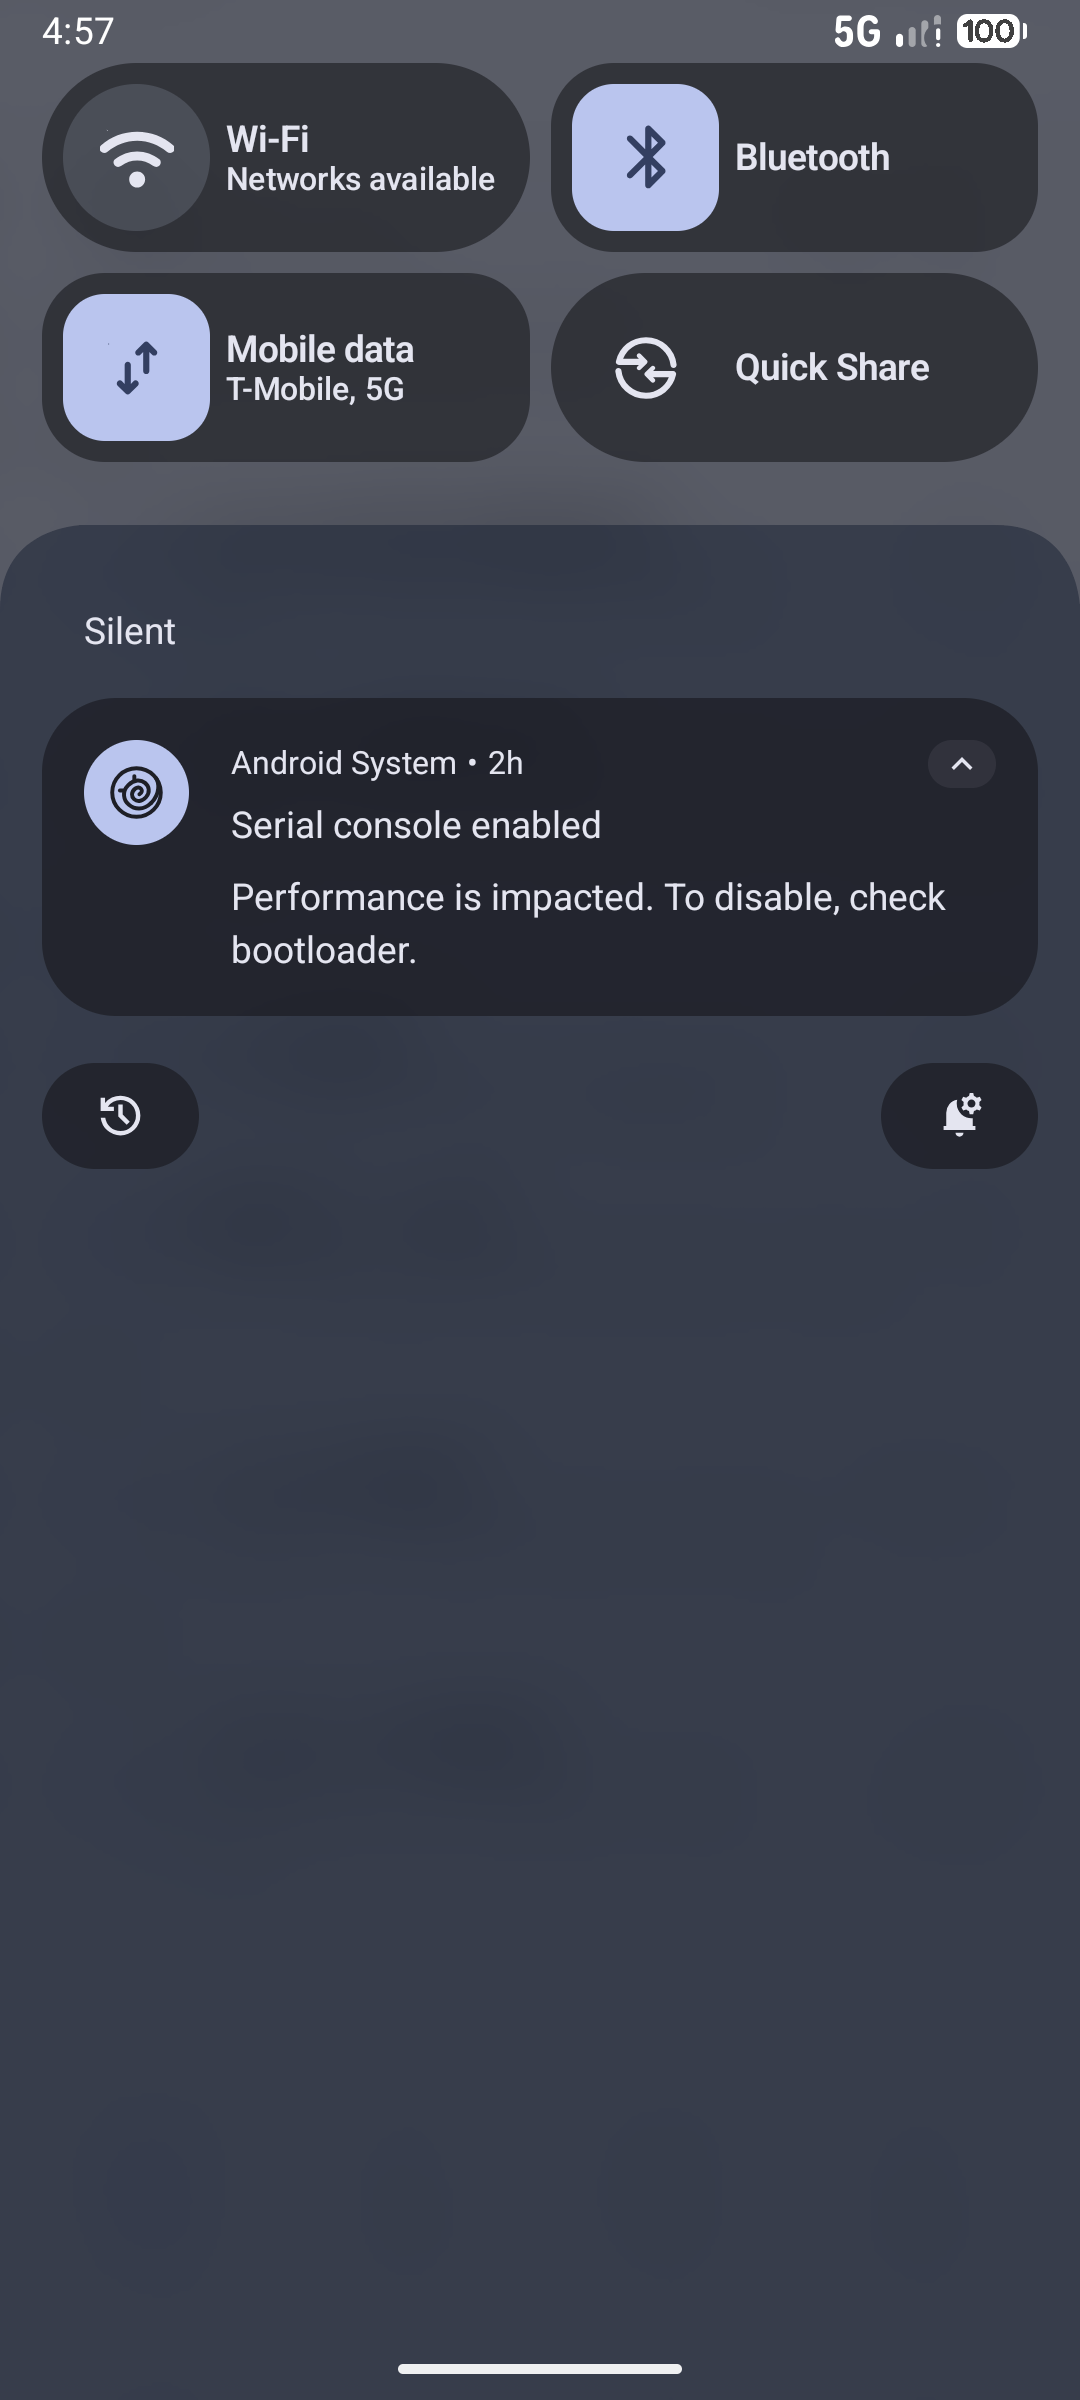 4:57
5G
100
Wi-Fi
Networks available
Bluetooth
Mobile data
T-Mobile, 5G
Quick Share
Silent
Android System • 2h
Serial console enabled
Performance is impacted. To disable, check
bootloader.